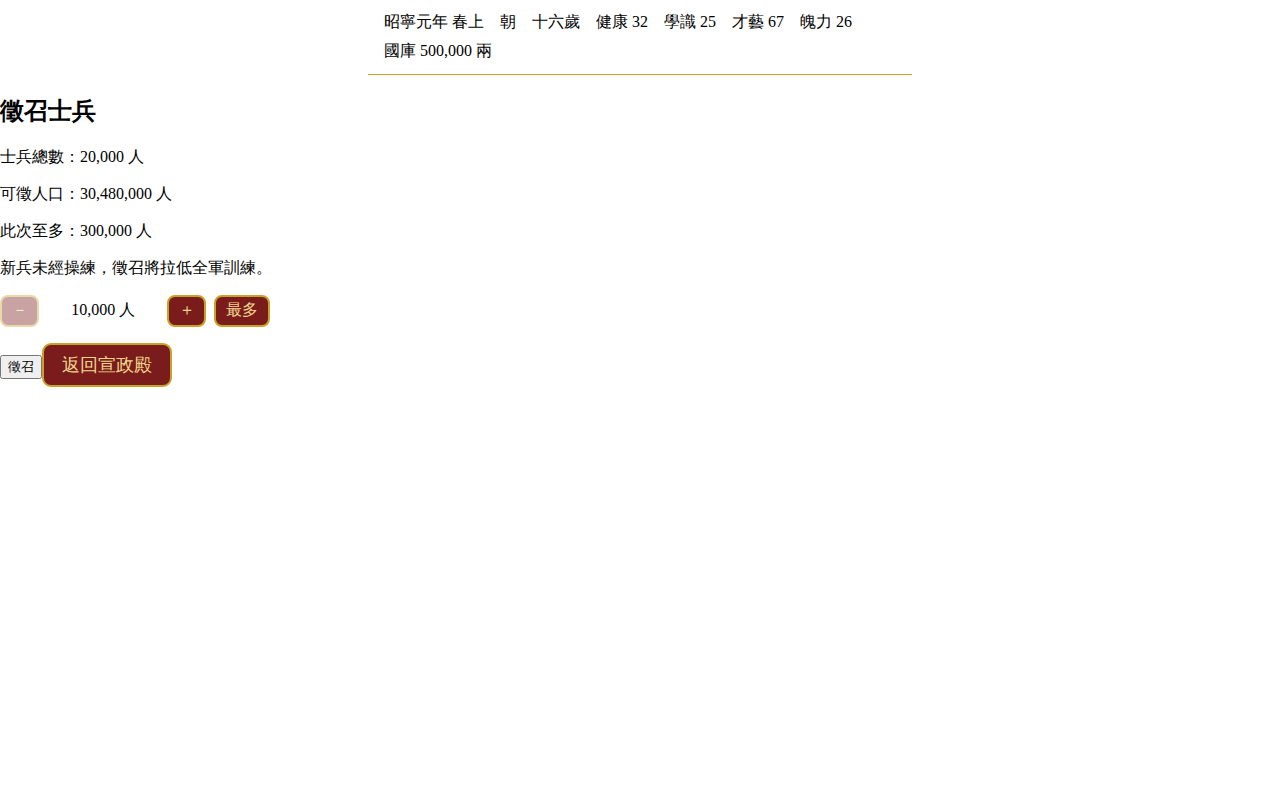 昭寧元年 春上　朝　十六歲　健康 32　學識 25　才藝 67　魄力 26
國庫 500,000 兩
徵召士兵
士兵總數：20,000 人
可徵人口：30,480,000 人
此次至多：300,000 人
新兵未經操練，徵召將拉低全軍訓練。
－　10,000 人　＋　最多
徵召　返回宣政殿